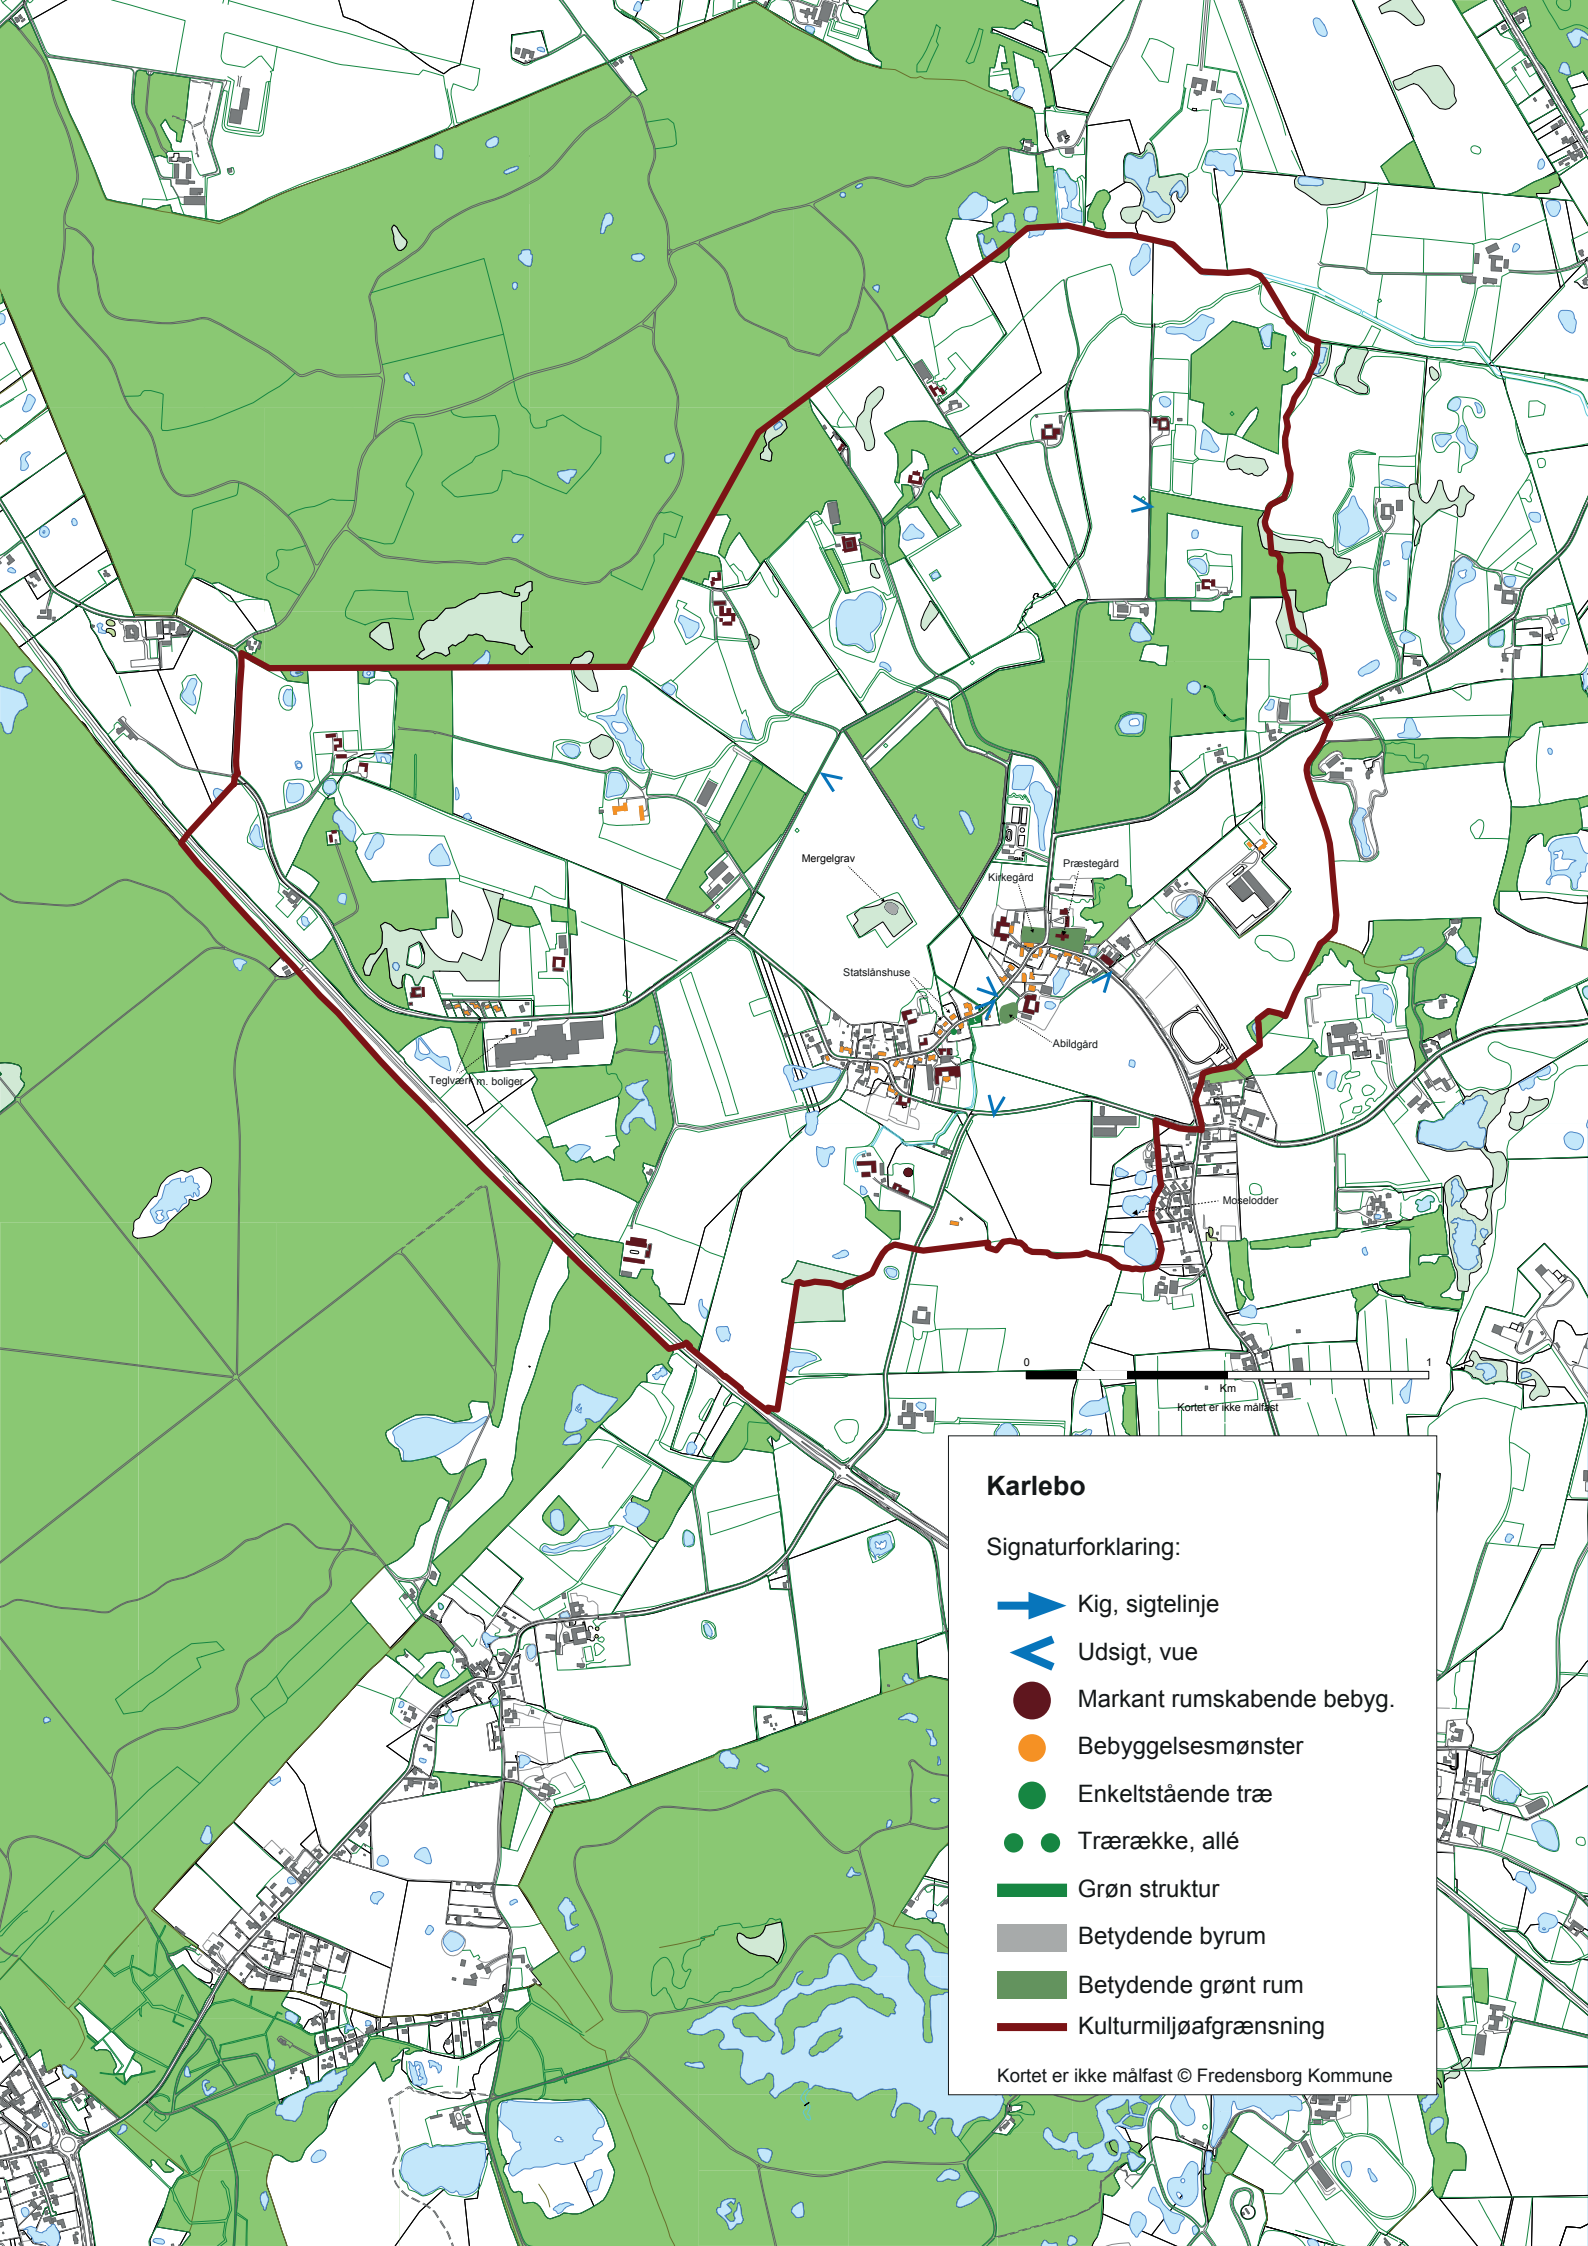 Mergelgrav
Præstegård
Kirkegård
Statslånshuse
Abildgård
Teglværk m. boliger
Moselodder
0
1
Km
Kortet er ikke målfast
Karlebo
Signaturforklaring:
Kig, sigtelinje
Udsigt, vue
Markant rumskabende bebyg.
Bebyggelsesmønster
Enkeltstående træ
Trærække, allé
Grøn struktur
Betydende byrum
Betydende grønt rum
Kulturmiljøafgrænsning
Kortet er ikke målfast © Fredensborg Kommune